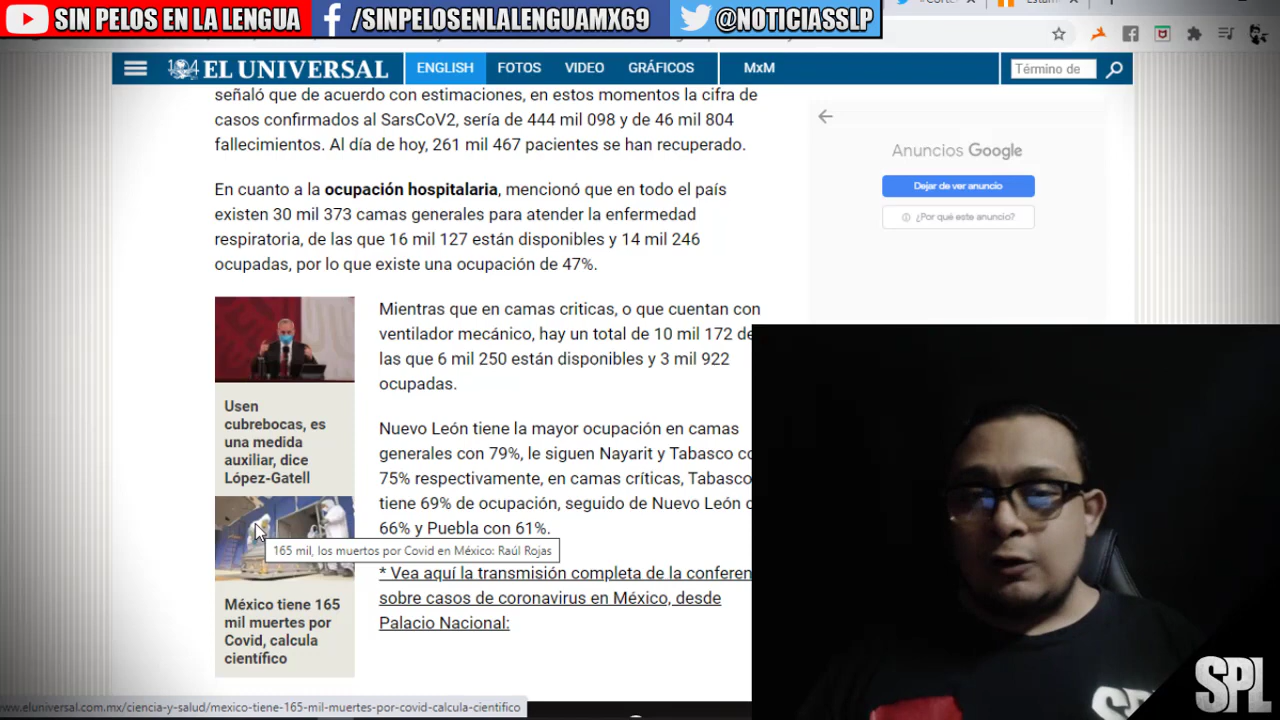 SIN PELOS EN LA LENGUA
/SINPELOSENLALENGUAMX69
@NOTICIASSLP
EL UNIVERSAL
ENGLISH
FOTOS
VIDEO
GRÁFICOS
MxM
Término de
señaló que de acuerdo con estimaciones, en estos momentos la cifra de
casos confirmados al SarsCoV2, sería de 444 mil 098 y de 46 mil 804
fallecimientos. Al día de hoy, 261 mil 467 pacientes se han recuperado.
En cuanto a la ocupación hospitalaria, mencionó que en todo el país
existen 30 mil 373 camas generales para atender la enfermedad
respiratoria, de las que 16 mil 127 están disponibles y 14 mil 246
ocupadas, por lo que existe una ocupación de 47%.
Anuncios Google
Dejar de ver anuncio
¿Por qué este anuncio?
Mientras que en camas criticas, o que cuentan con
ventilador mecánico, hay un total de 10 mil 172 de
las que 6 mil 250 están disponibles y 3 mil 922
ocupadas.
Usen
cubrebocas, es
una medida
auxiliar, dice
López-Gatell
Nuevo León tiene la mayor ocupación en camas
generales con 79%, le siguen Nayarit y Tabasco co
75% respectivamente, en camas críticas, Tabasco
tiene 69% de ocupación, seguido de Nuevo León c
66% y Puebla con 61%.
165 mil, los muertos por Covid en México: Raúl Rojas
* Vea aquí la transmisión completa de la conferen
sobre casos de coronavirus en México, desde
Palacio Nacional:
México tiene 165
mil muertes por
Covid, calcula
científico
www.eluniversal.com.mx/ciencia-y-salud/mexico-tiene-165-mil-muertes-por-covid-calcula-cientifico
SPL